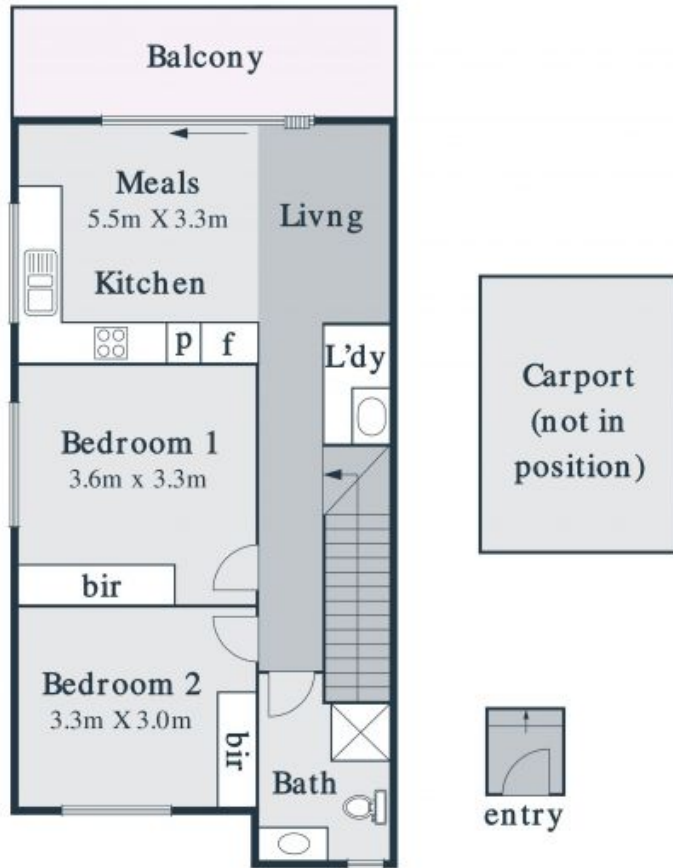 Balcony
Meals
5.5m X 3.3m
Livng
Kitchen
p
f
L'dy
Bedroom 1
3.6m x 3.3m
bir
Bedroom 2
3.3m X 3.0m
bir
Bath
Carport
(not in
position)
entry